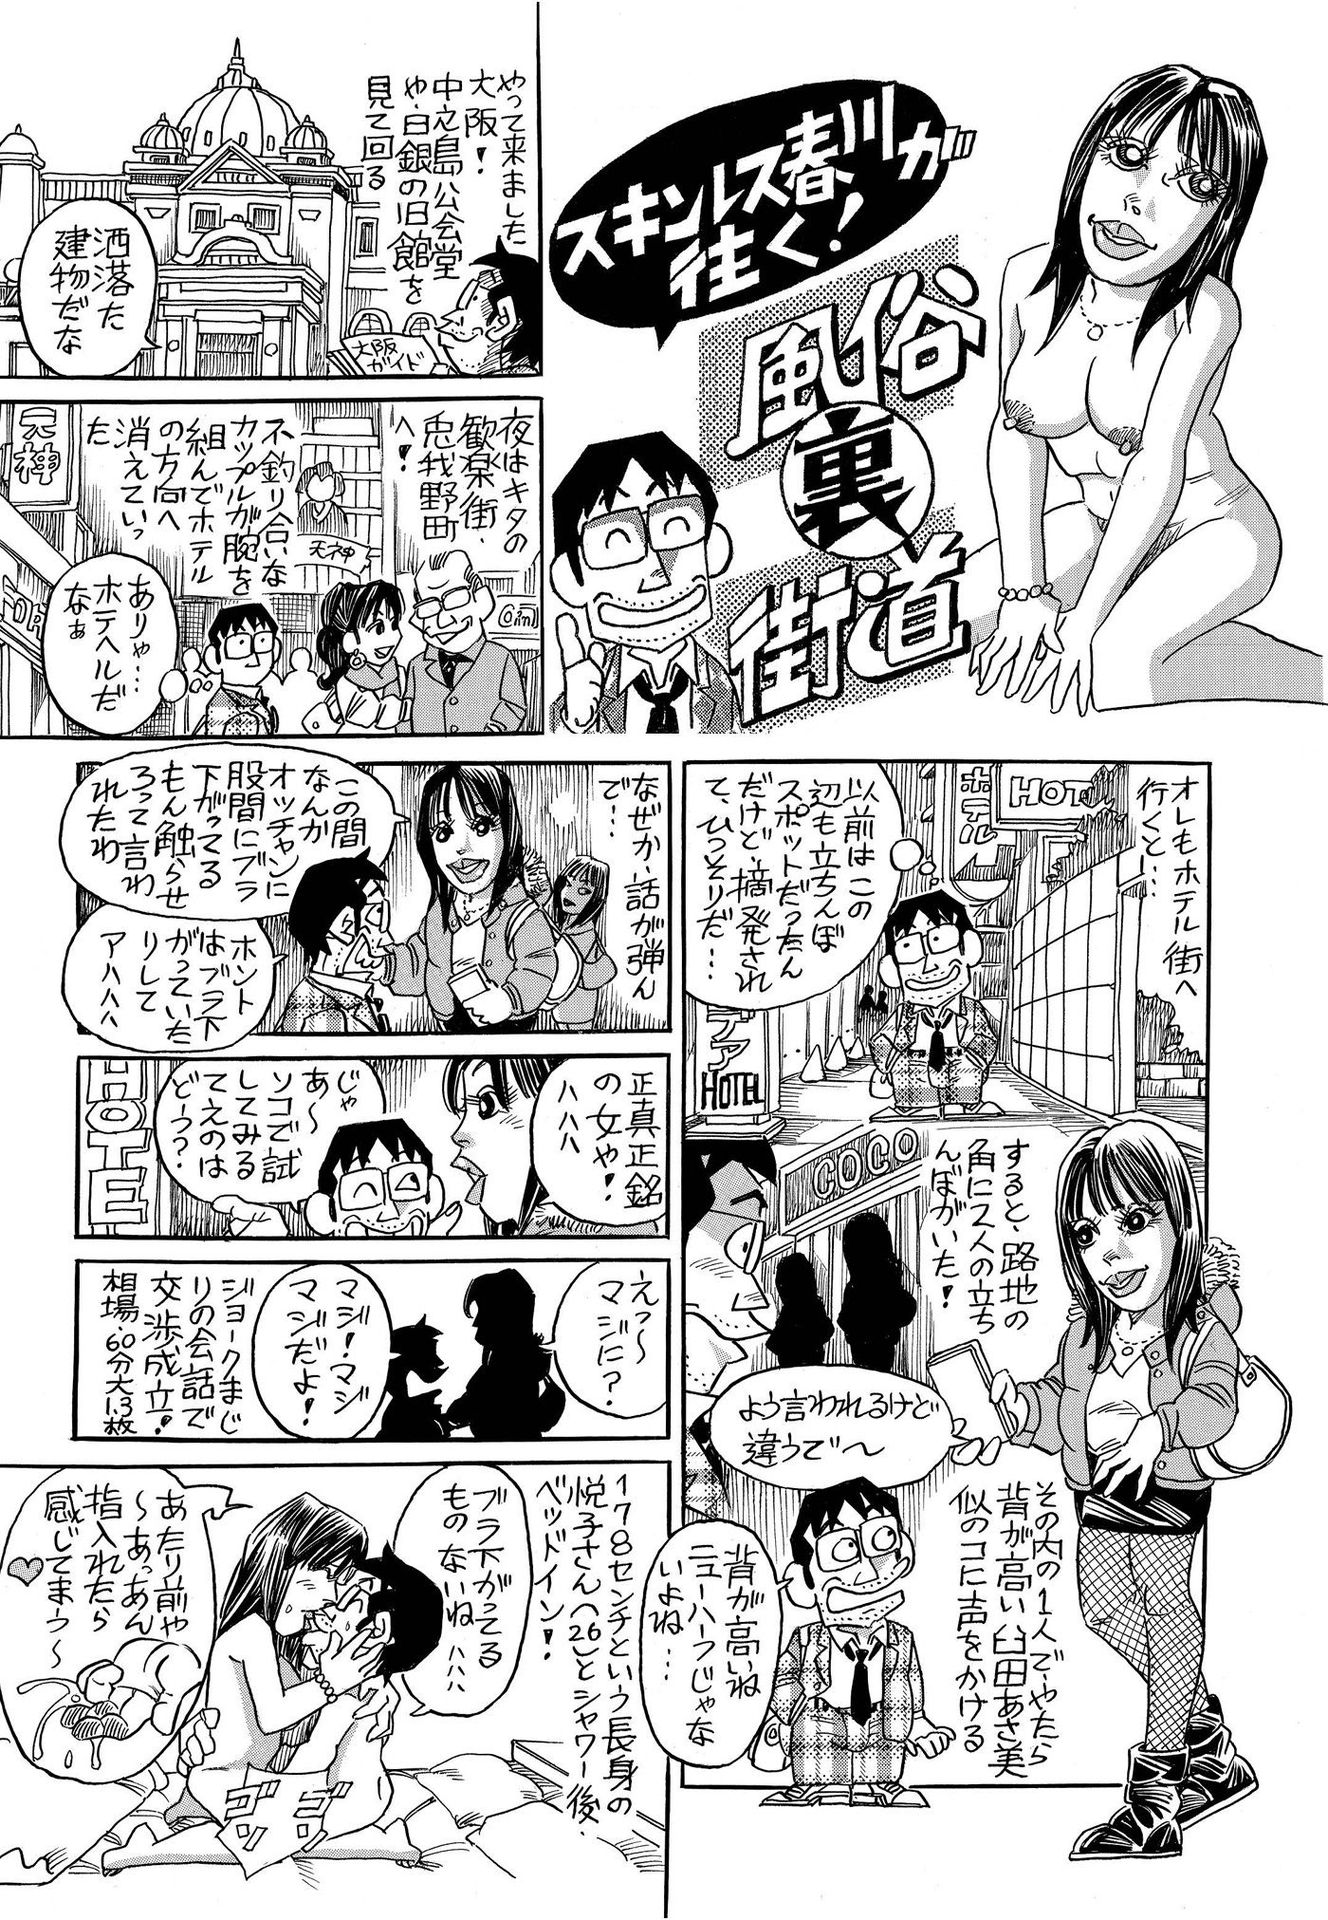 スキンレス春川が
往く!
風俗
裏
街道
やって来ました
大阪!
中之島公会堂
や、日銀の旧館を
見て回る
洒落た
建物だな
大阪
ガイド
夜はキタの
歓楽街、
兎我野町
へ!
不釣り合いな
カップルが腕を
組んでホテル
の方向へ
消えていっ
た
ありゃ…
ホテヘルだ
なぁ
天神
天神
オレもホテル街へ
行くと…
以前はこの
辺も立ちんぼ
スポットだったん
だけど、摘発され
て、ひっそりだ…
ホテル
HOTEL
すると、路地の
角に3人の立ち
んぼがいた!
COCO
その内の1人で、やたら
背が高い臼田あさ美
似のコに声をかける
よう言われるけど
違うで〜
背が高いね
ニューハーフじゃな
いよね…
なぜか、話が弾ん
で…
この間
なんか
オッチャンに
股間にブラ
下がってる
もん触らせ
ろって言わ
れたわ
ホント
はブラ下
がっていた
りして
アハハハ
正真正銘
の女や!
ハハハ
じゃ
あ〜
ソコで試
してみる
てえのは
どう?
HOTE
えっ〜
マジに?
マジ!マジ
マジだよ!
ジョークまじ
りの会話で
交渉成立!
相場・60分大1.3枚
178センチという長身の
悦子さん(26)とシャワー後、
ベッドイン!
ブラ下がってる
ものないね
ハハハ
あたり前や
〜あっあん
指入れたら
感じてまう〜
♥
ジンジン